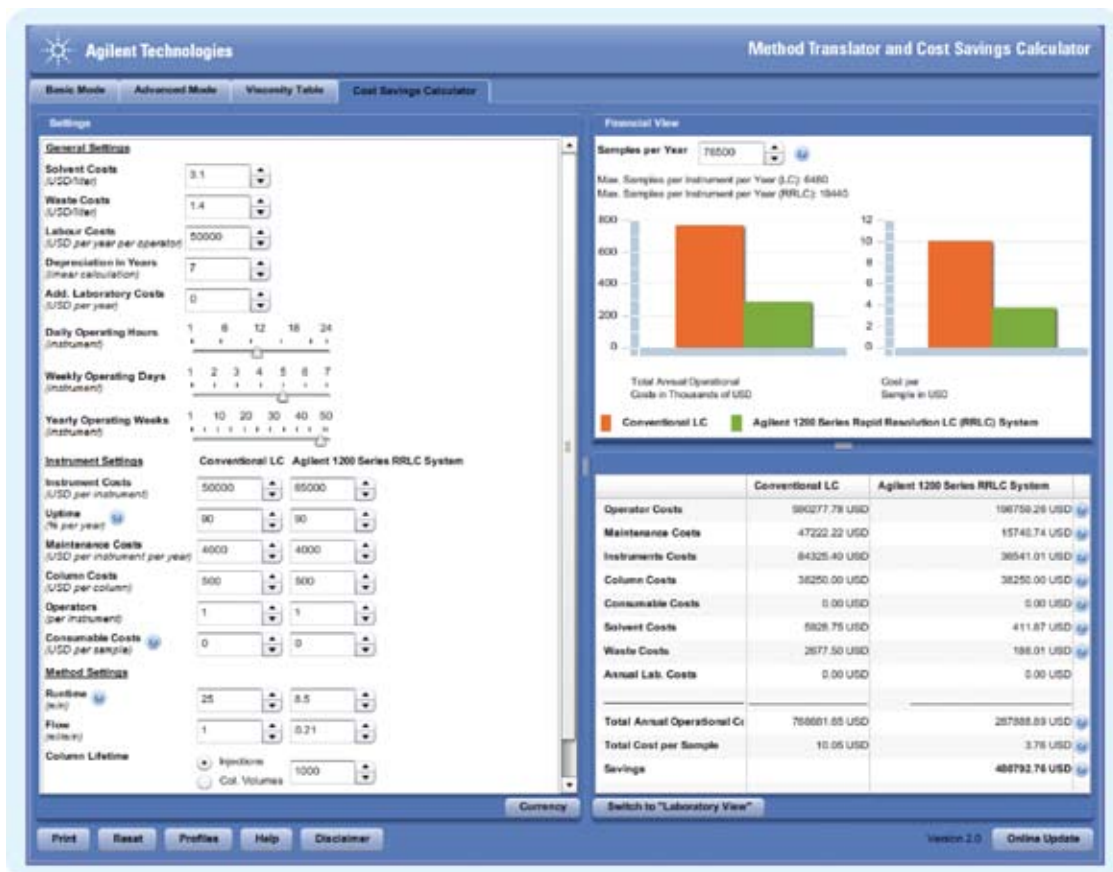 Agilent Technologies
Method Translator and Cost Savings Calculator
Basic Mode
Advanced Mode
Viscosity Table
Cost Savings Calculator
Settings
General Settings
Solvent Costs
(USD/liter)
3.1
Waste Costs
(USD/liter)
1.4
Labour Costs
(USD per year per operator)
50000
Depreciation in Years
(linear calculation)
7
Add. Laboratory Costs
(USD per year)
0
Daily Operating Hours
(instrument)
1 6 12 18 24
Weekly Operating Days
(instrument)
1 2 3 4 5 6 7
Yearly Operating Weeks
(instrument)
1 10 20 30 40 50
Instrument Settings Conventional LC Agilent 1200 Series RRLC System
Instrument Costs
(USD per instrument)
50000 65000
Uptime
(% per year)
90 90
Maintenance Costs
(USD per instrument per year)
4000 4000
Column Costs
(USD per column)
500 500
Operators
(per instrument)
1 1
Consumable Costs
(USD per sample)
0 0
Method Settings
Runtime
(min)
25
Flow
(ml/min)
1 0.21
Column Lifetime
Injections
Col. Volumes
1000
Currency
Financial View
Samples per Year 76500
Max. Samples per Instrument per Year (LC): 6480
Max. Samples per Instrument per Year (RRLC): 19440
800
600
400
200
0
12
10
8
6
4
2
0
Total Annual Operational
Costs in Thousands of USD
Cost per
Sample in USD
Conventional LC
Agilent 1200 Series Rapid Resolution LC (RRLC) System
Conventional LC Agilent 1200 Series RRLC System
Operator Costs 590277.78 USD 196759.26 USD
Maintenance Costs 47222.22 USD 15740.74 USD
Instruments Costs 84325.40 USD 36541.01 USD
Column Costs 38250.00 USD 38250.00 USD
Consumable Costs 0.00 USD 0.00 USD
Solvent Costs 5928.75 USD 411.87 USD
Waste Costs 2677.50 USD 186.01 USD
Annual Lab. Costs 0.00 USD 0.00 USD
Total Annual Operational Co 768681.65 USD 287888.89 USD
Total Cost per Sample 10.05 USD 3.76 USD
Savings 480792.76 USD
Switch to "Laboratory View"
Print
Reset
Profiles
Help
Disclaimer
Version 2.0
Online Update